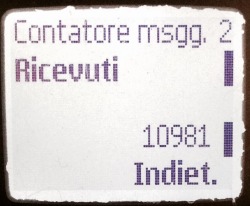 Contatore msgg. 2
Ricevuti
10981
Indiet.